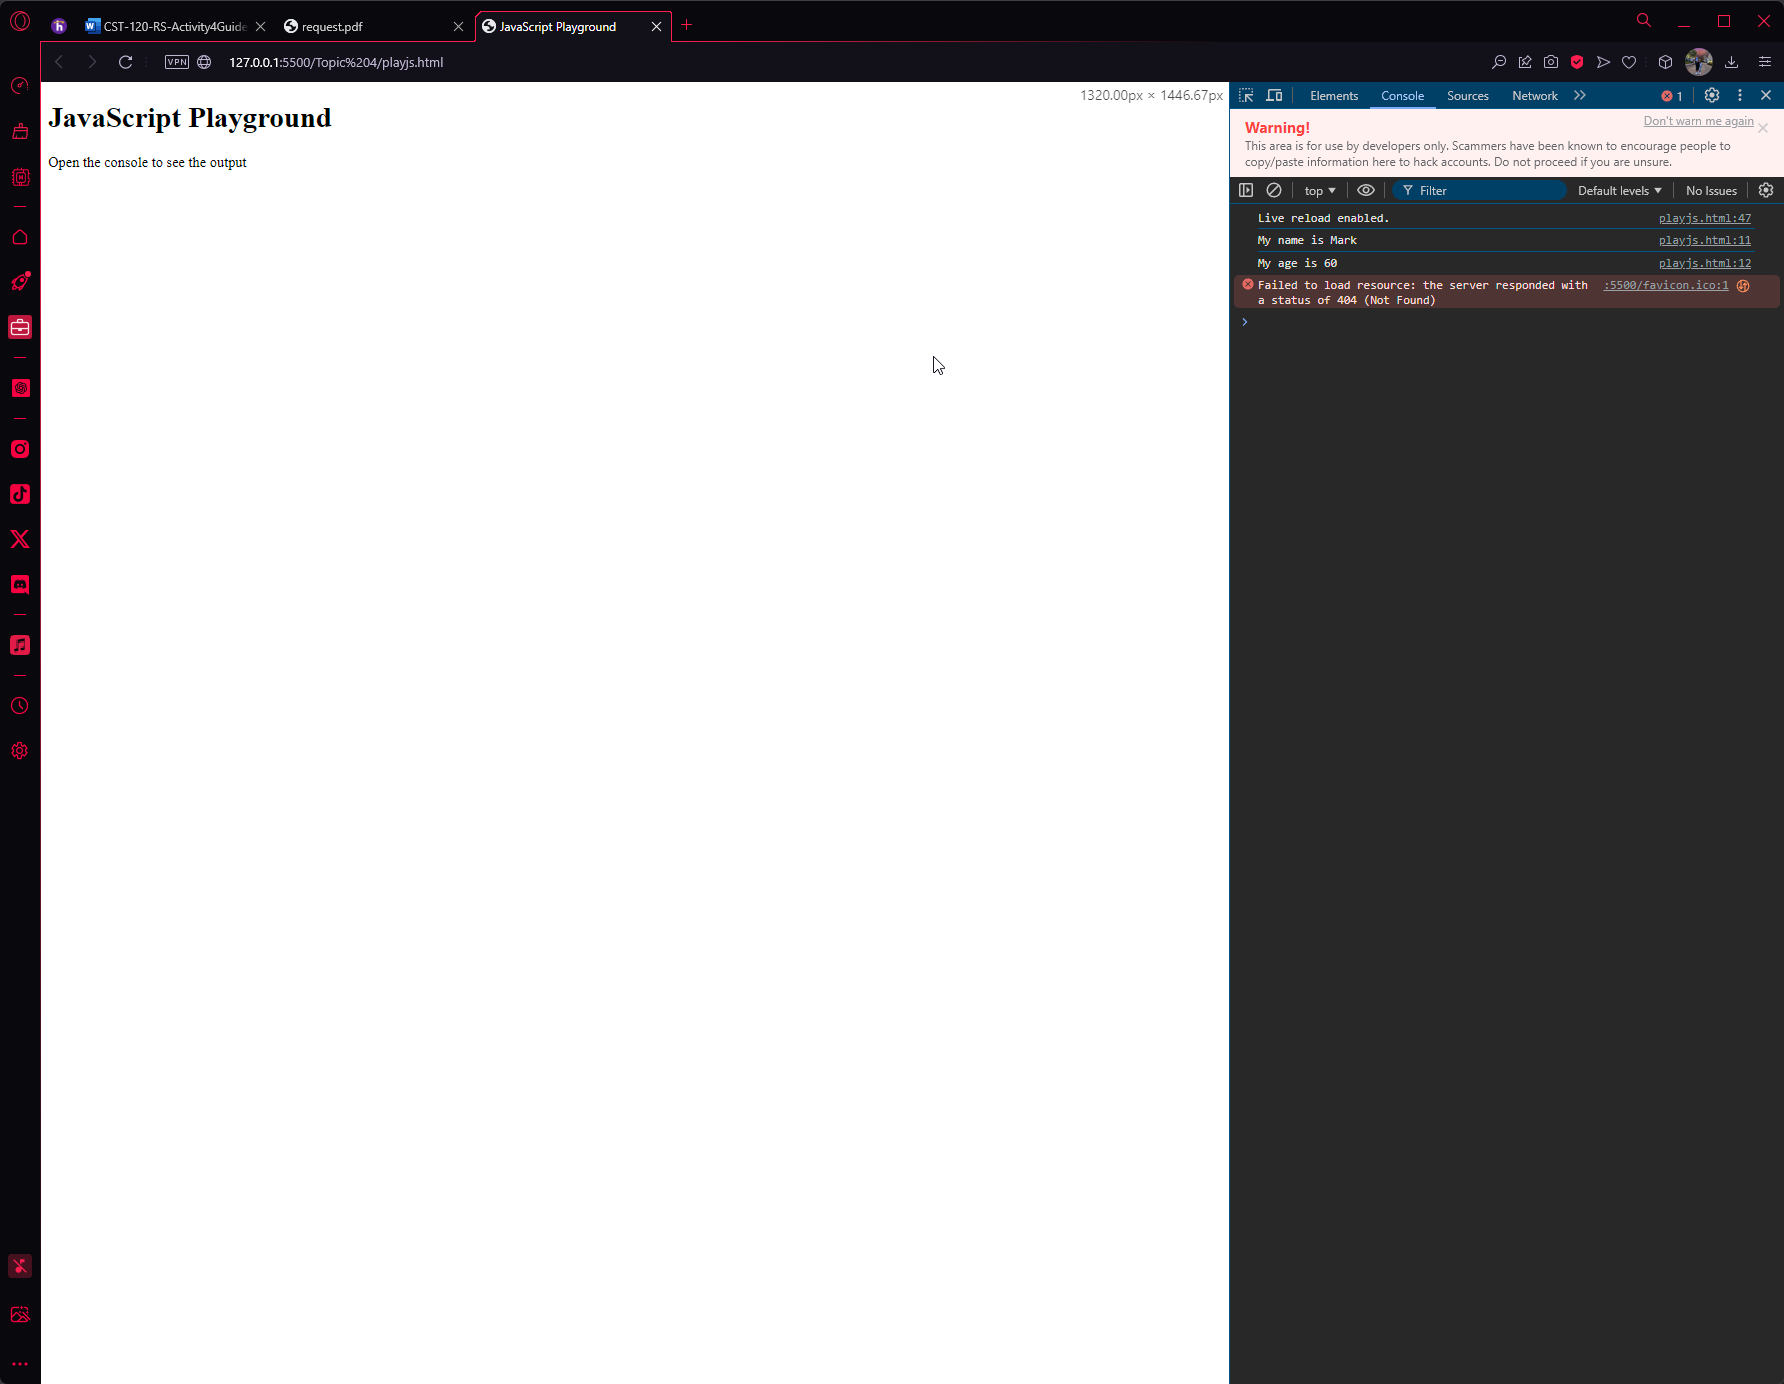 CST-120-RS-Activity4Guide
request.pdf
JavaScript Playground
VPN
127.0.0.1:5500/Topic%204/playjs.html
1320.00px × 1446.67px
JavaScript Playground
Open the console to see the output
Elements
Console
Sources
Network
1
Warning!
Don't warn me again
This area is for use by developers only. Scammers have been known to encourage people to
copy/paste information here to hack accounts. Do not proceed if you are unsure.
top
Filter
Default levels
No Issues
Live reload enabled. playjs.html:47
My name is Mark playjs.html:11
My age is 60 playjs.html:12
Failed to load resource: the server responded with :5500/favicon.ico:1
a status of 404 (Not Found)